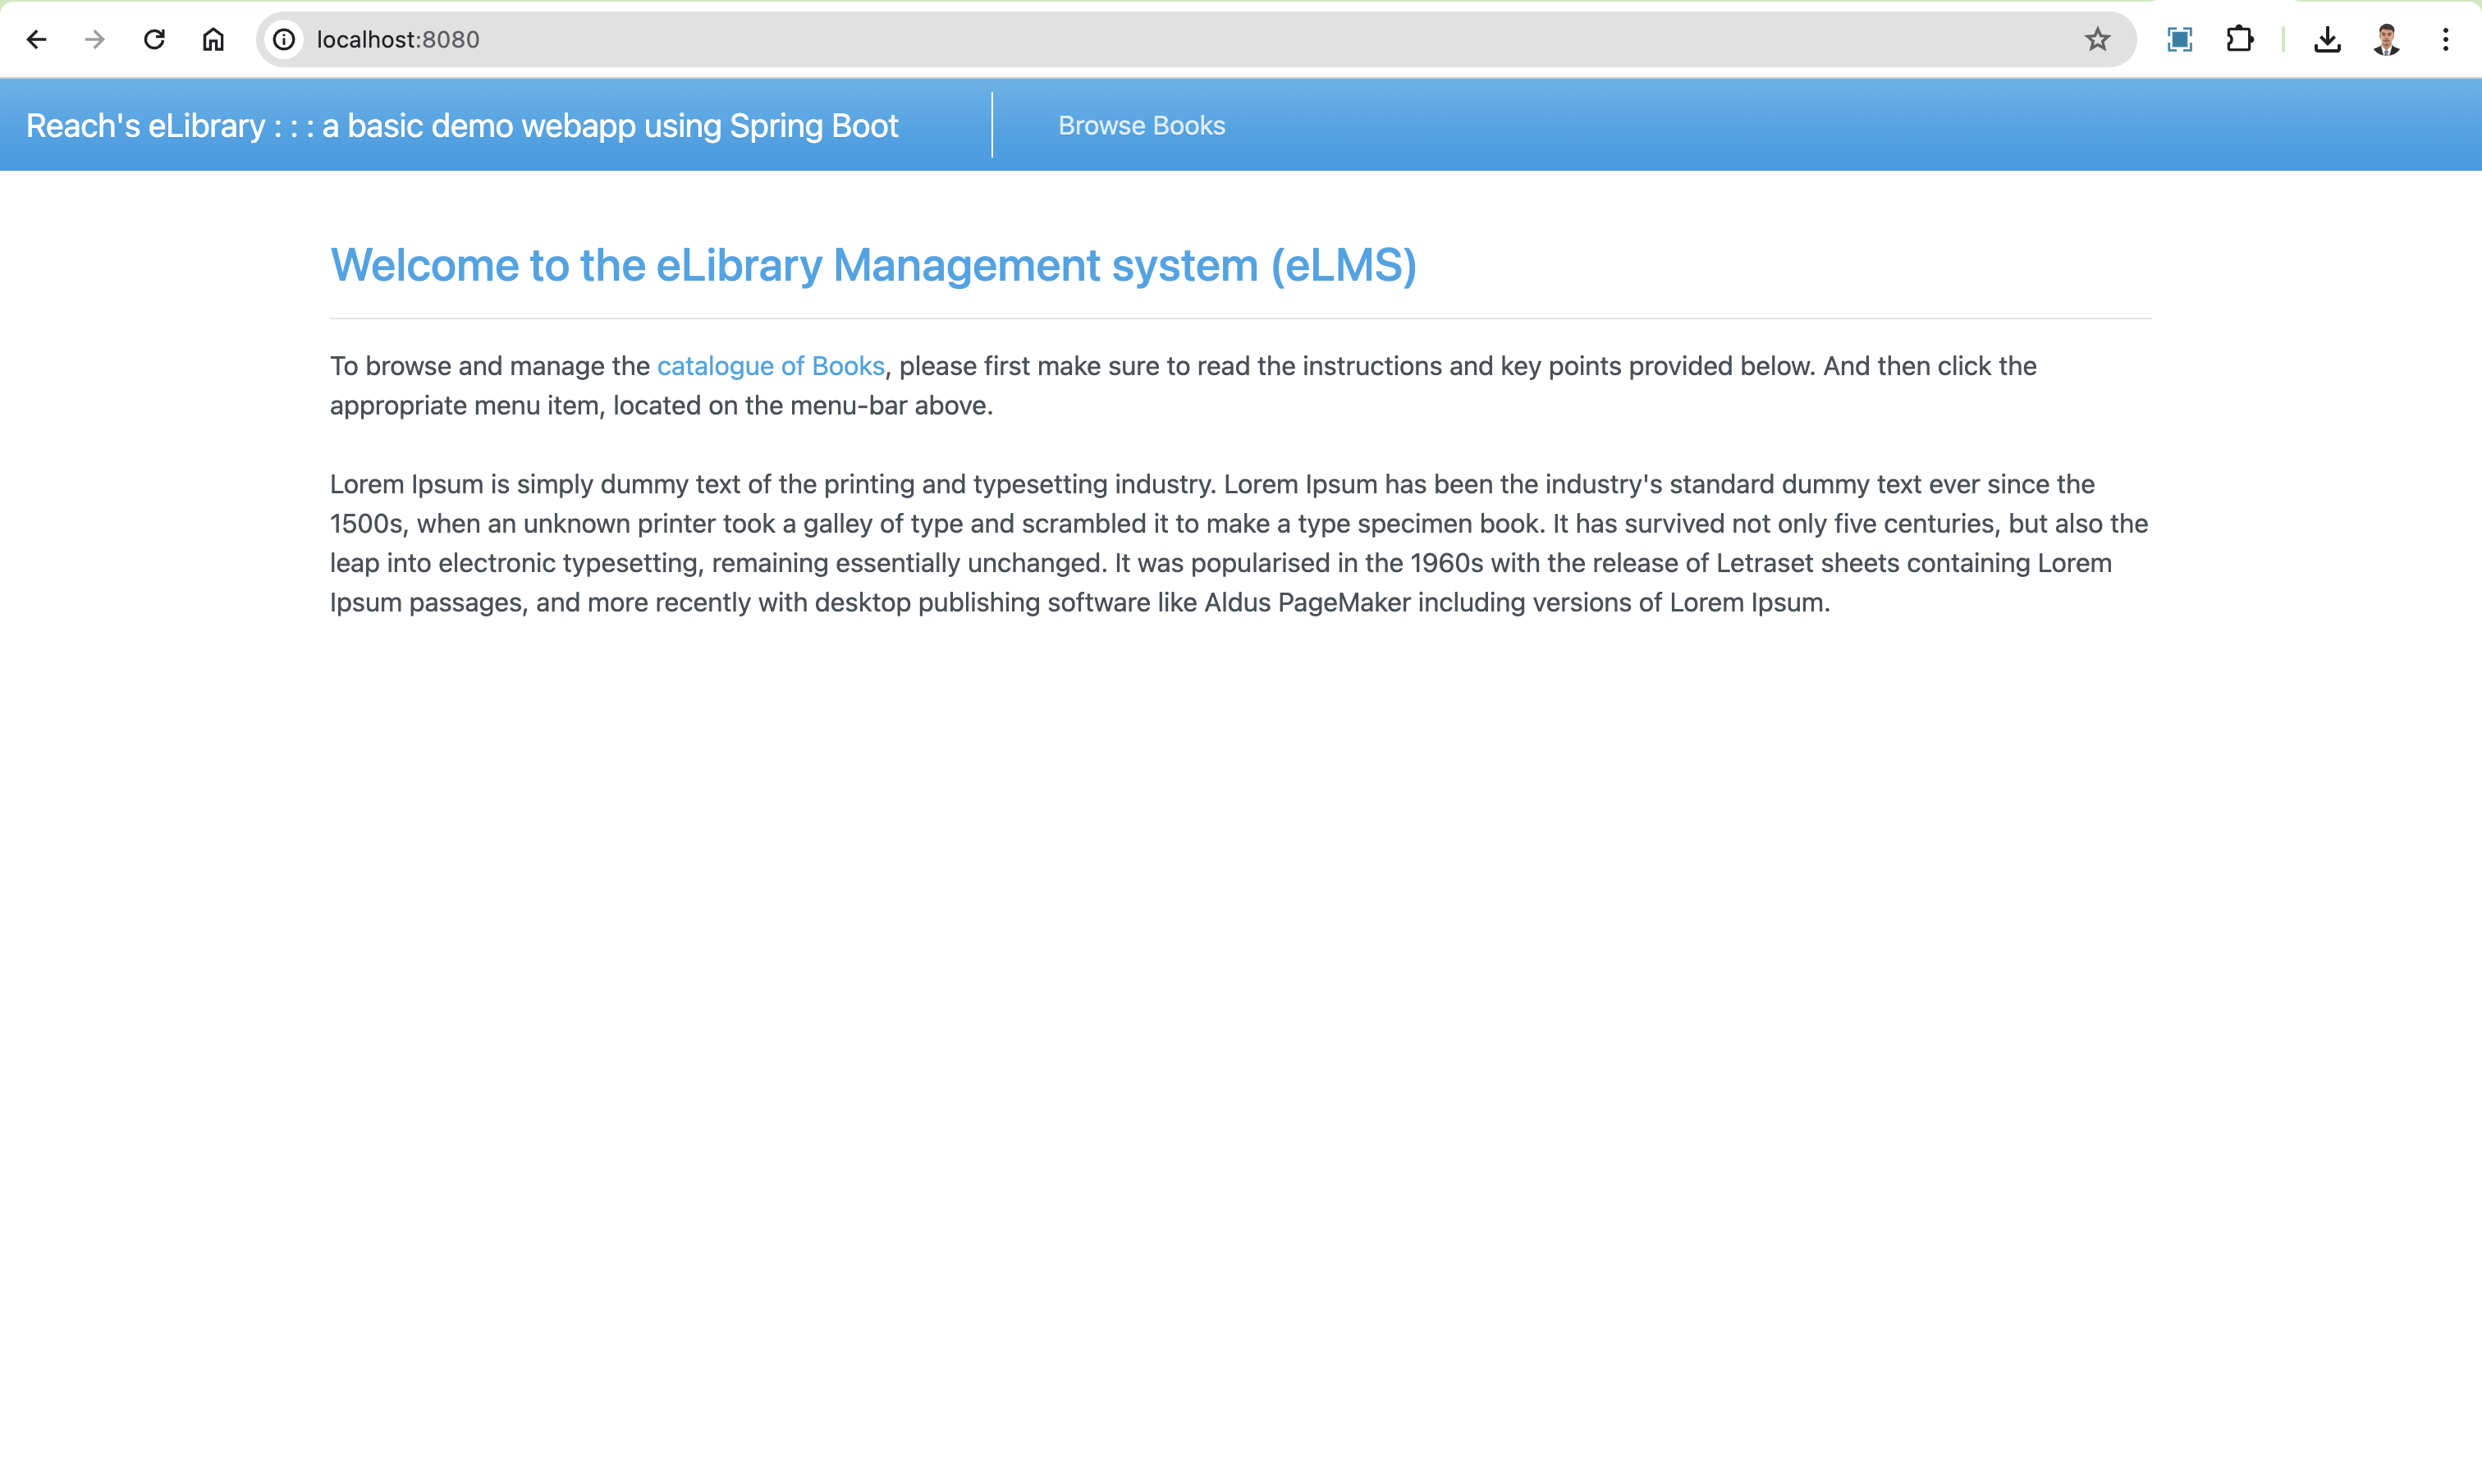 localhost:8080
Reach's eLibrary : : : a basic demo webapp using Spring Boot
Browse Books
Welcome to the eLibrary Management system (eLMS)
To browse and manage the catalogue of Books, please first make sure to read the instructions and key points provided below. And then click the
appropriate menu item, located on the menu-bar above.
Lorem Ipsum is simply dummy text of the printing and typesetting industry. Lorem Ipsum has been the industry's standard dummy text ever since the
1500s, when an unknown printer took a galley of type and scrambled it to make a type specimen book. It has survived not only five centuries, but also the
leap into electronic typesetting, remaining essentially unchanged. It was popularised in the 1960s with the release of Letraset sheets containing Lorem
Ipsum passages, and more recently with desktop publishing software like Aldus PageMaker including versions of Lorem Ipsum.